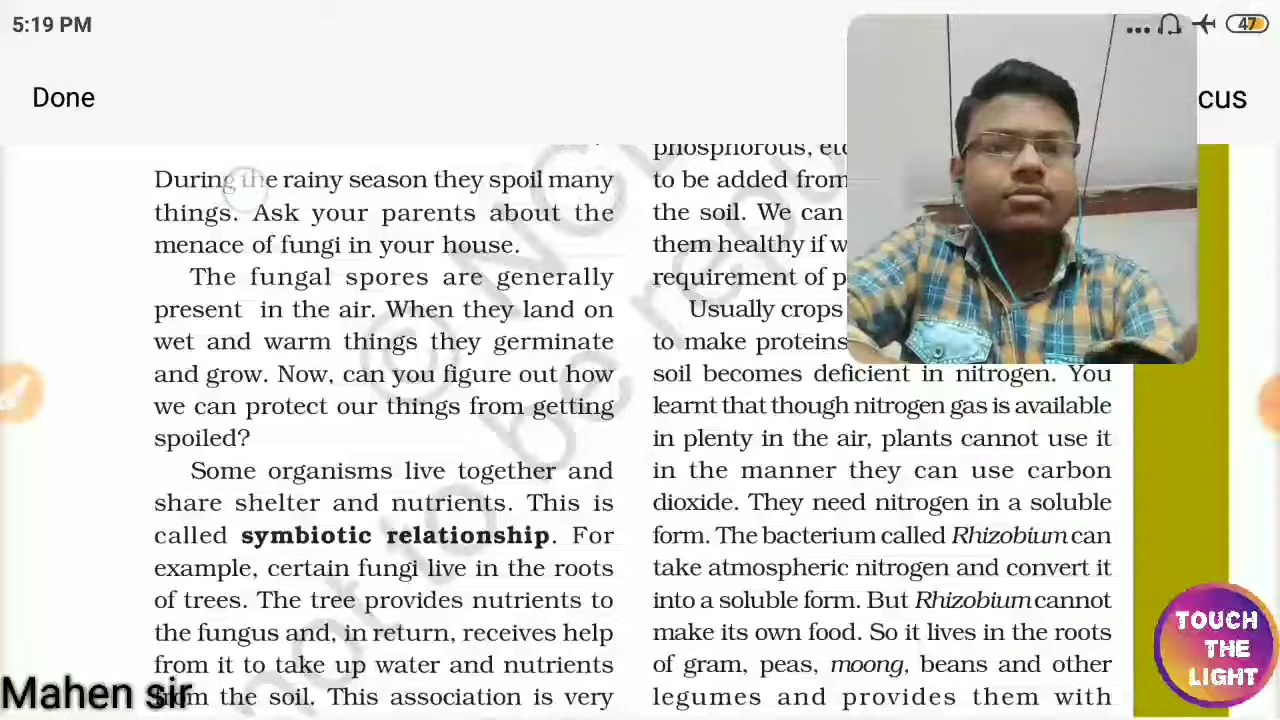 5:19 PM
47
Done
cus
During the rainy season they spoil many
things. Ask your parents about the
menace of fungi in your house.
The fungal spores are generally
present in the air. When they land on
wet and warm things they germinate
and grow. Now, can you figure out how
we can protect our things from getting
spoiled?
Some organisms live together and
share shelter and nutrients. This is
called symbiotic relationship. For
example, certain fungi live in the roots
of trees. The tree provides nutrients to
the fungus and, in return, receives help
from it to take up water and nutrients
from the soil. This association is very
phosphorous, etc
to be added from
the soil. We can
them healthy if w
requirement of p
Usually crops
to make proteins
soil becomes deficient in nitrogen. You
learnt that though nitrogen gas is available
in plenty in the air, plants cannot use it
in the manner they can use carbon
dioxide. They need nitrogen in a soluble
form. The bacterium called Rhizobium can
take atmospheric nitrogen and convert it
into a soluble form. But Rhizobium cannot
make its own food. So it lives in the roots
of gram, peas, moong, beans and other
legumes and provides them with
not to be repu
Mahen sir
TOUCH
THE
LIGHT